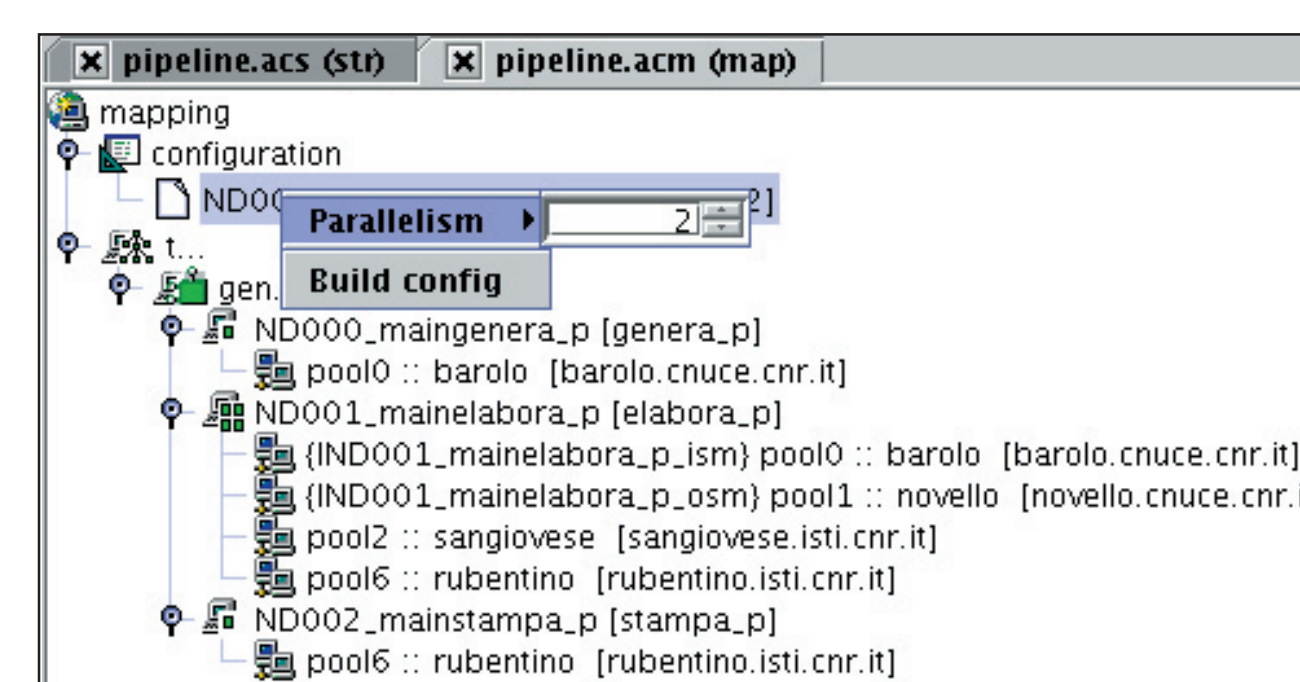 pipeline.acs (str) pipeline.acm (map)
mapping
configuration
2]
Parallelism 2
t...
Build config
gen.
ND000_maingenera_p [genera_p]
pool0 :: barolo [barolo.cnuce.cnr.it]
ND001_mainelabora_p [elabora_p]
{IND001_mainelabora_p_ism} pool0 :: barolo [barolo.cnuce.cnr.it]
{IND001_mainelabora_p_osm} pool1 :: novello [novello.cnuce.cnr.i
pool2 :: sangiovese [sangiovese.isti.cnr.it]
pool6 :: rubentino [rubentino.isti.cnr.it]
ND002_mainstampa_p [stampa_p]
pool6 :: rubentino [rubentino.isti.cnr.it]